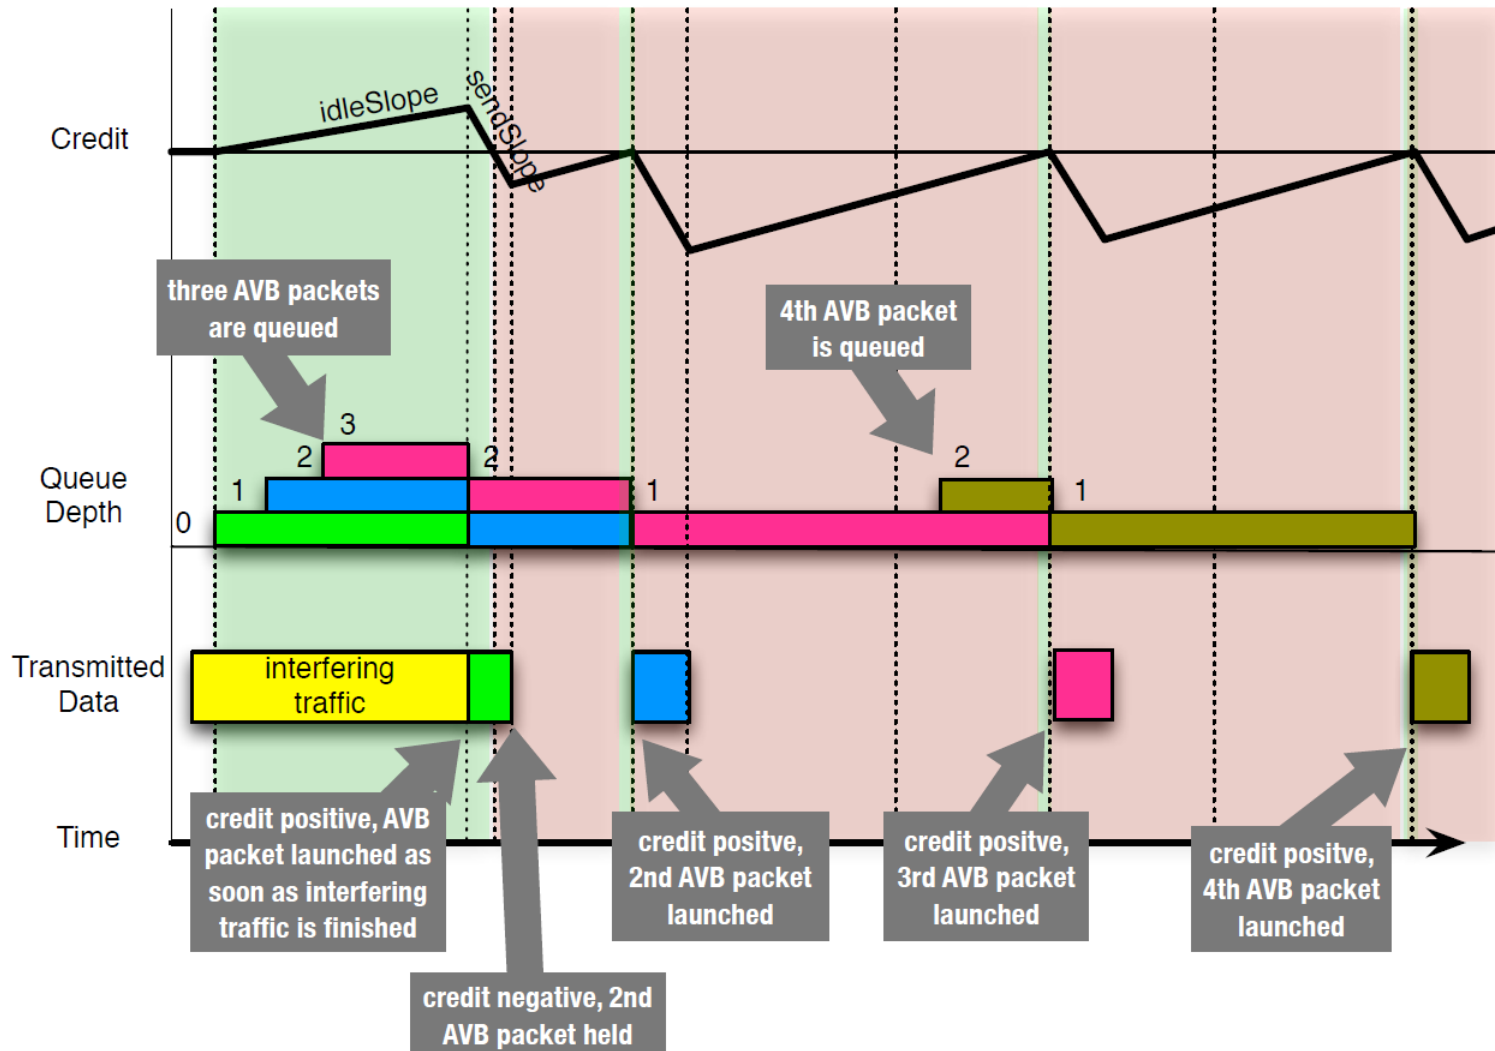 idleSlope
sendSlope
Credit
three AVB packets
are queued
4th AVB packet
is queued
3
2
2
2
1
1
1
0
Queue
Depth
Transmitted
Data
interfering
traffic
credit positive, AVB
packet launched as
soon as interfering
traffic is finished
credit positve,
2nd AVB packet
launched
credit positve,
3rd AVB packet
launched
credit positve,
4th AVB packet
launched
Time
credit negative, 2nd
AVB packet held